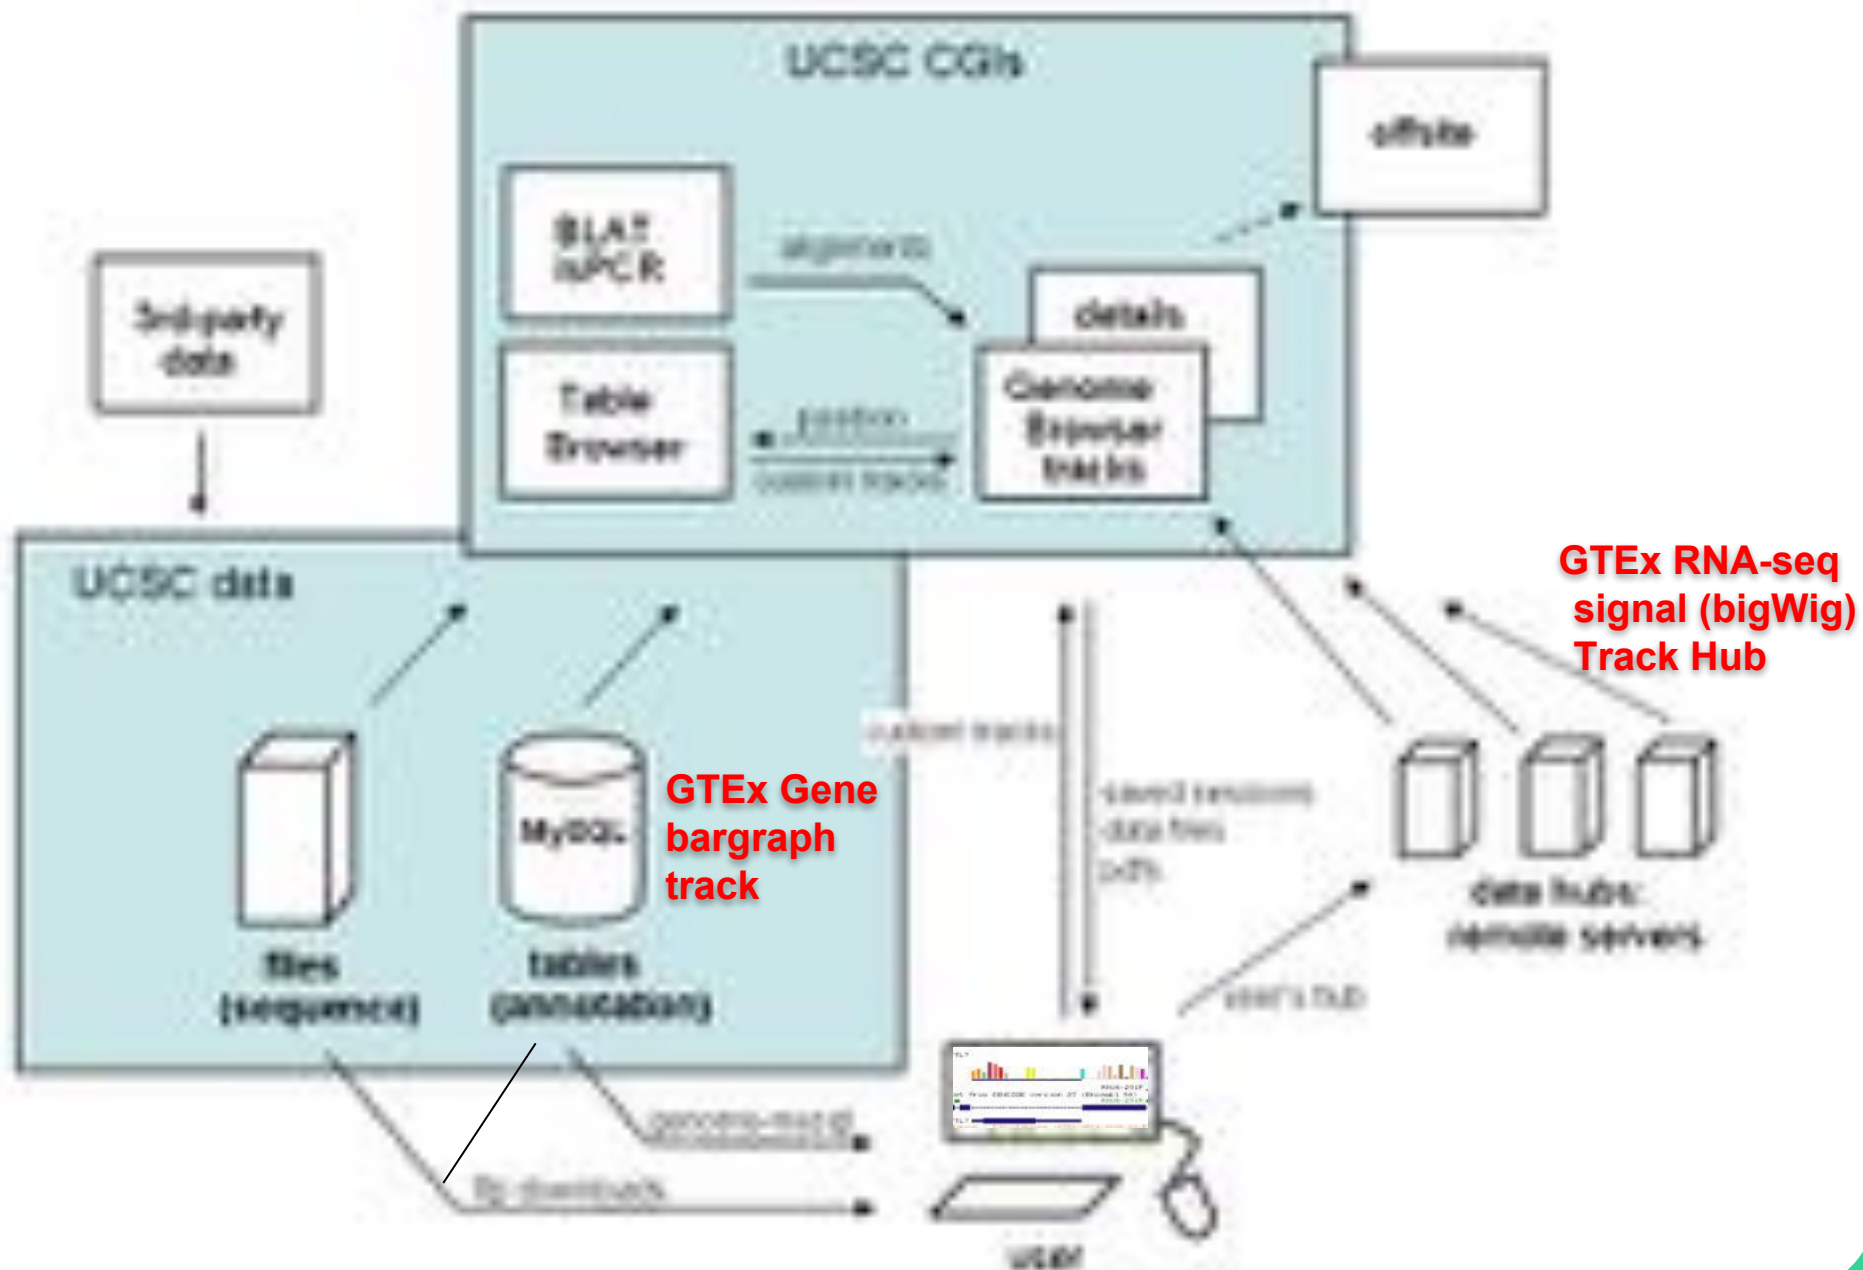 UCSC CGIs
offsite
BLAT
isPCR
alignments
3rd-party
data
details
Table
Browser
position
custom tracks
Genome
Browser
tracks
UCSC data
GTEx RNA-seq
signal (bigWig)
Track Hub
custom tracks
MySQL
GTEx Gene
bargraph
track
saved sessions
data files
pdfs
files
(sequence)
tables
(annotation)
data hubs:
remote servers
user's hub
genome-mysql
ftp downloads
user